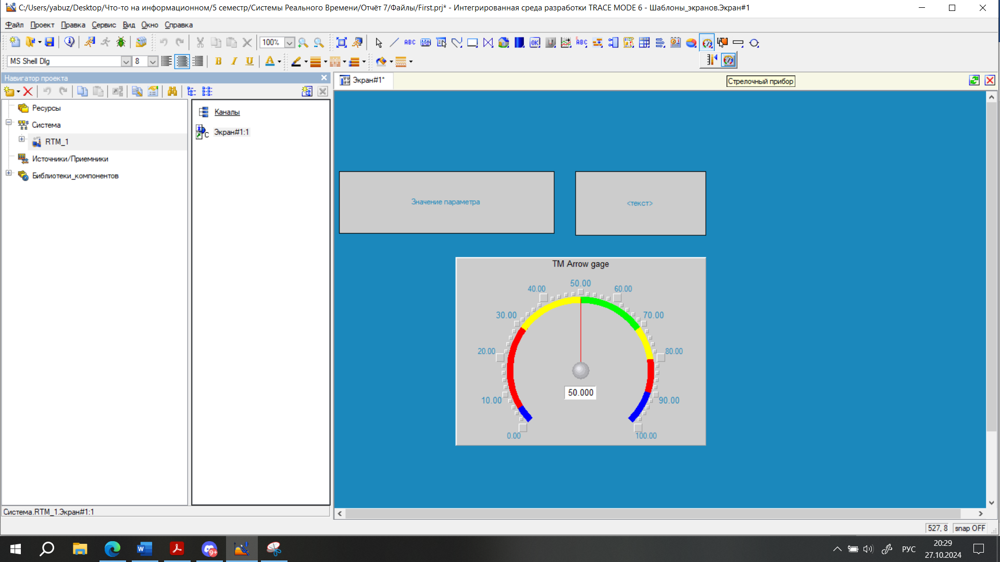 C:/Users/yabuz/Desktop/Что-то на информационном/5 семестр/Системы Реального Времени/Отчёт 7/Файлы/First.prj* - Интегрированная среда разработки TRACE MODE 6 - Шаблоны_экранов.Экран#1
Файл Проект Правка Сервис Вид Окно Справка
100%
ABC
OK
ABC
MS Shell Dlg
8
B I U A
Навигатор проекта
Экран#1*
Стрелочный прибор
Ресурсы
Система
RTM_1
Источники/Приемники
Библиотеки_компонентов
Каналы
Экран#1:1
Значение параметра
<текст>
TM Arrow gage
50.00
40.00
60.00
30.00
70.00
20.00
80.00
50.000
10.00
90.00
0.00
100.00
Система.RTM_1.Экран#1:1
527, 8
snap OFF
9+
РУС
20:29
27.10.2024